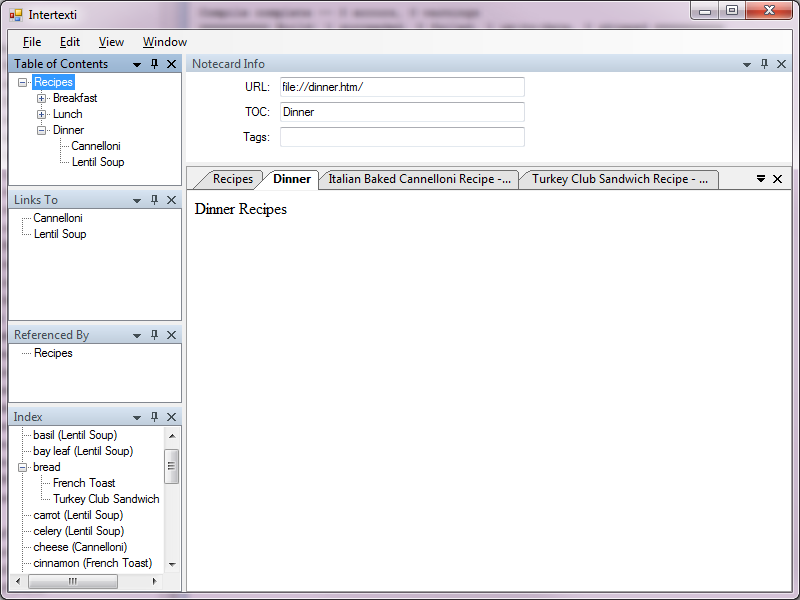 Intertexti
File Edit View Window
Table of Contents
Recipes
Breakfast
Lunch
Dinner
Cannelloni
Lentil Soup
Links To
Cannelloni
Lentil Soup
Referenced By
Recipes
Index
basil (Lentil Soup)
bay leaf (Lentil Soup)
bread
French Toast
Turkey Club Sandwich
carrot (Lentil Soup)
celery (Lentil Soup)
cheese (Cannelloni)
cinnamon (French Toast)
Notecard Info
URL: file://dinner.htm/
TOC: Dinner
Tags:
Recipes Dinner Italian Baked Cannelloni Recipe -... Turkey Club Sandwich Recipe - ...
Dinner Recipes